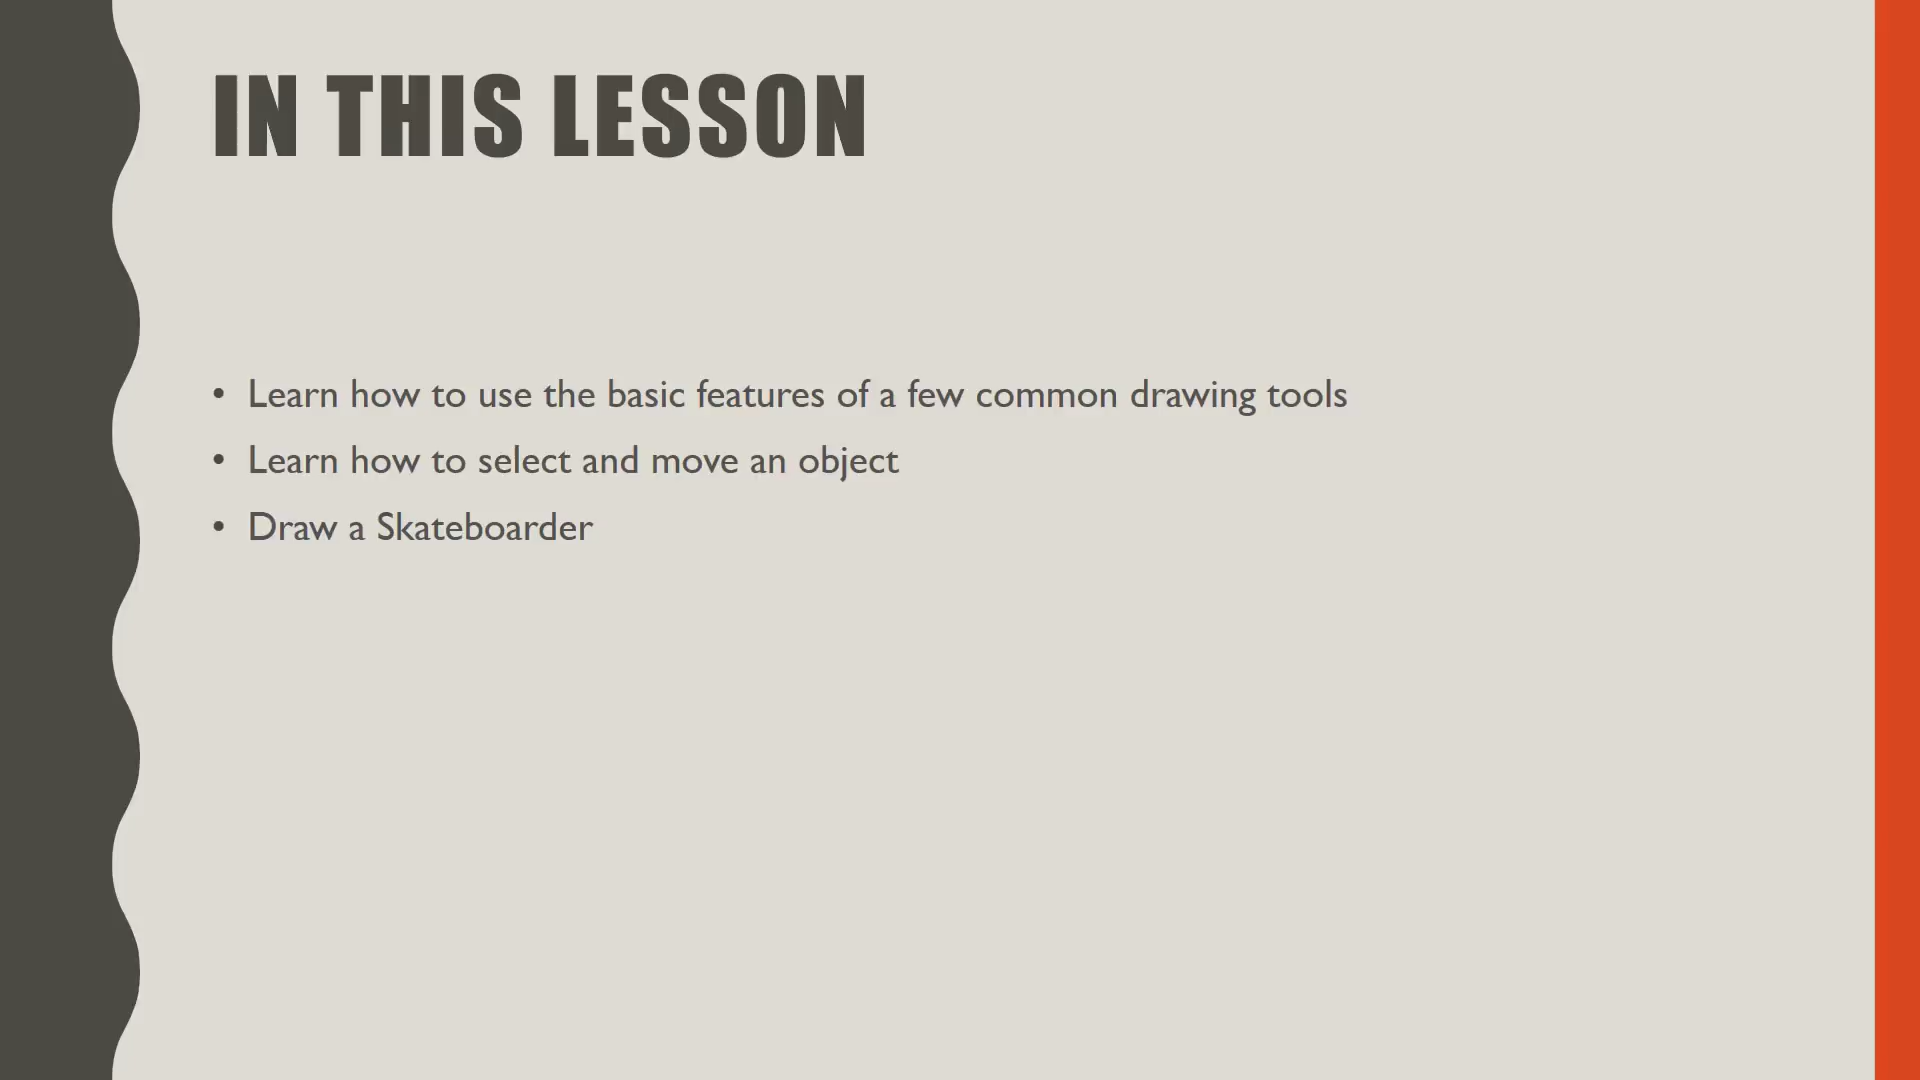 IN THIS LESSON
• Learn how to use the basic features of a few common drawing tools
• Learn how to select and move an object
• Draw a Skateboarder